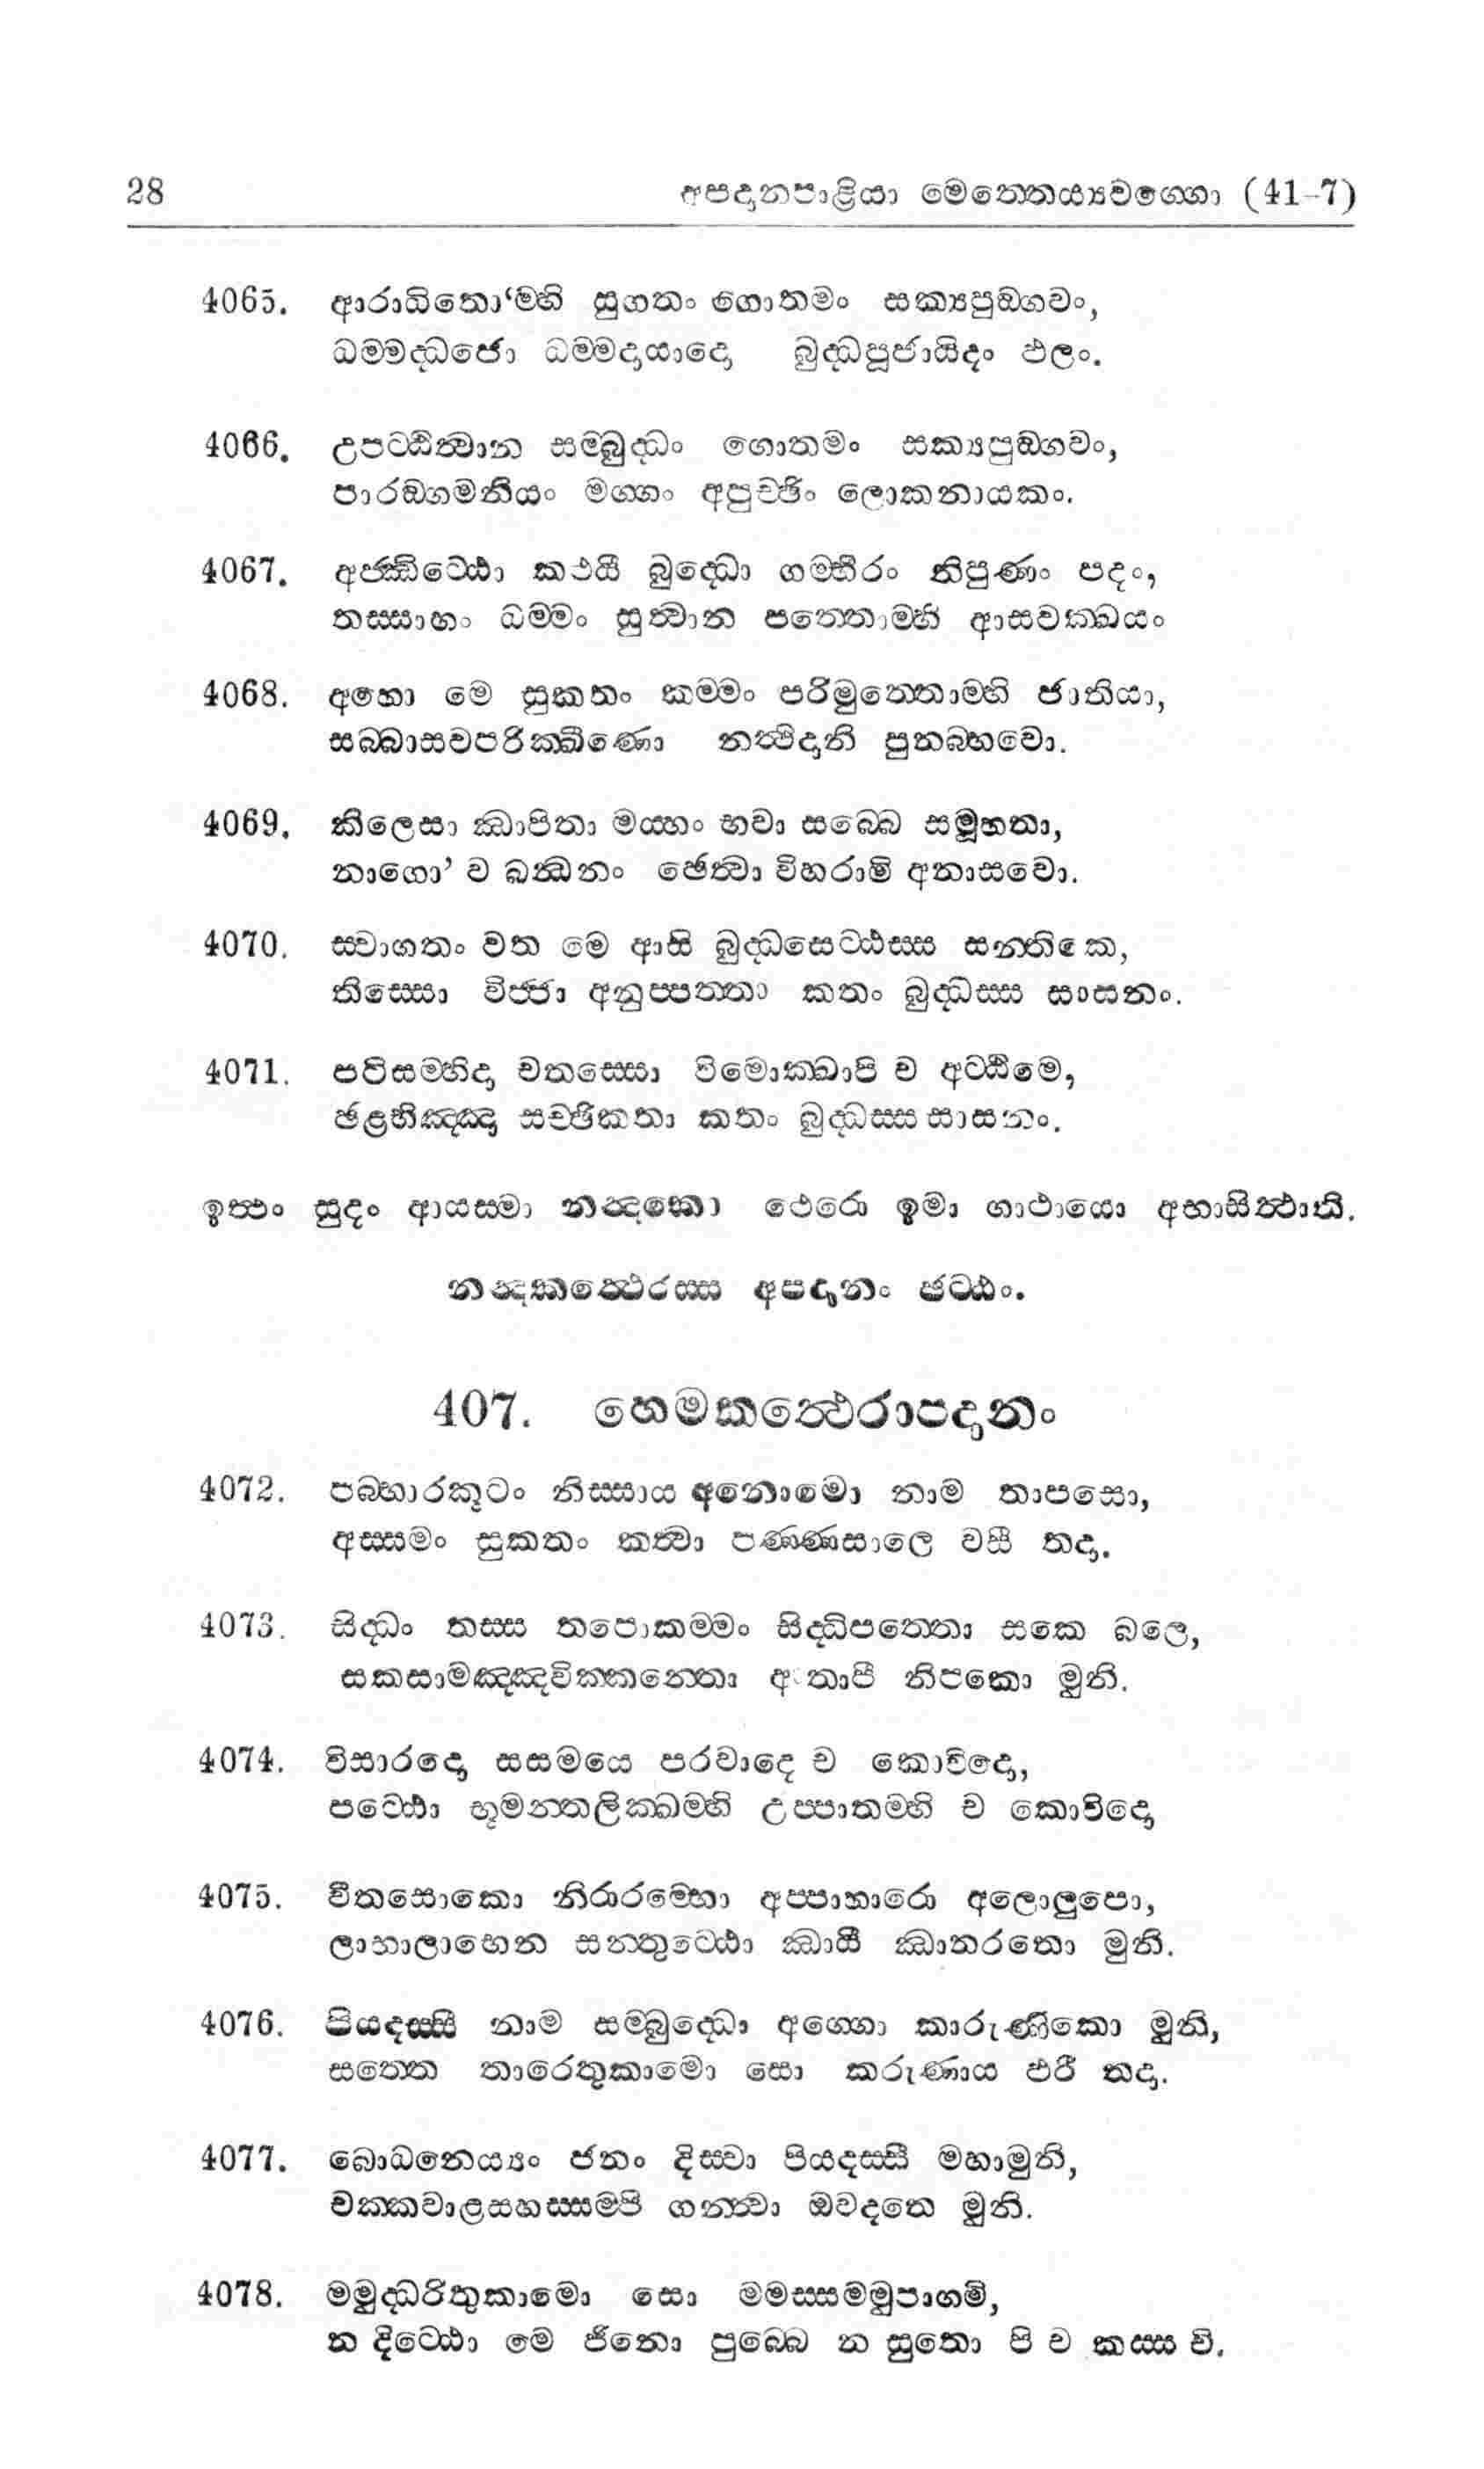 28 අපදානපාළියා මෙත්තෙය්‍යවග්ගො (41-7)
4065. ආරාධිතො‘ම්හි සුගතං ගොතමං සක්‍යපුඞ්ගවං,
ධම්මද්ධජො ධම්මදායාදො බුද්ධපූජායිදං ඵලං.
4066. උපට්ඨිත්වාන සම්බුද්ධං ගොතමං සක්‍යපුඞ්ගවං,
පාරඞ්ගමනියං මග්ගං අපුච්ඡිං ලොකනායකං.
4067. අජ්ඣිට්ඨො කථයී බුද්ධො ගම්භීරං නිපුණං පදං,
තස්සාහං ධම්මං සුත්වාන පත්තොම්හි ආසවක්ඛයං
4068. අහො මෙ සුකතං කම්මං පරිමුත්තොම්හි ජාතියා,
සබ්බාසවපරික්ඛීණො නත්ථිදානි පුනබ්භවො.
4069. කිලෙසා ඣාපිතා මය්හං භවා සබ්බෙ සමූහතා,
නාගො’ ව බන්ධනං ඡෙත්වා විහරාමි අනාසවො.
4070. ස්වාගතං වත මෙ ආසි බුද්ධසෙට්ඨස්ස සන්තිකෙ,
තිස්සො විජ්ජා අනුප්පත්තා කතං බුද්ධස්ස සාසනං.
4071. පටිසම්භිදා චතස්සො විමොක්ඛාපි ච අට්ඨිමෙ,
ඡළභිඤ්ඤා සච්ඡිකතා කතං බුද්ධස්ස සාසනං.
ඉත්ථං සුදං ආයස්මා නන්දකො ථෙරො ඉමා ගාථායො අභාසිත්ථාති.
නන්දකත්ථෙරස්ස අපදානං ඡට්ඨං.
407. හෙමකත්ථෙරාපදානං
4072. පබ්භාරකූටං නිස්සාය අනොමො නාම තාපසො,
අස්සමං සුකතං කත්වා පණ්ණසාලෙ වසී තදා.
4073. සිද්ධං තස්ස තපොකම්මං සිද්ධිපත්තො සකෙ බලෙ,
සකසාමඤ්ඤවික්කන්තො අාතාපී නිපකො මුනි.
4074. විසාරදො සසමයෙ පරවාදෙ ච කොවිදො,
පට්ඨො භූමන්තලික්ඛම්හි උප්පාතම්හි ච කොවිදො
4075. වීතසොකො නිරාරම්භො අප්පාහාරො අලොලුපො,
ලාභාලාභෙන සන්තුට්ඨො ඣායී ඣානරතො මුනි.
4076. පියදස්සී නාම සම්බුද්ධො අග්ගො කාරුණිකො මුනි,
සත්තෙ තාරෙතුකාමො සො කරුණාය ඵරී තදා.
4077. බොධනෙය්‍යං ජනං දිස්වා පියදස්සී මහාමුනි,
චක්කවාළසහස්සම්පි ගන්ත්වා ඔවදතෙ මුනි.
4078. මමුද්ධරිතුකාමො සො මමස්සමමුපාගමි,
න දිට්ඨො මෙ ජිනො පුබ්බෙ න සුතො පි ච කස්ස චි.